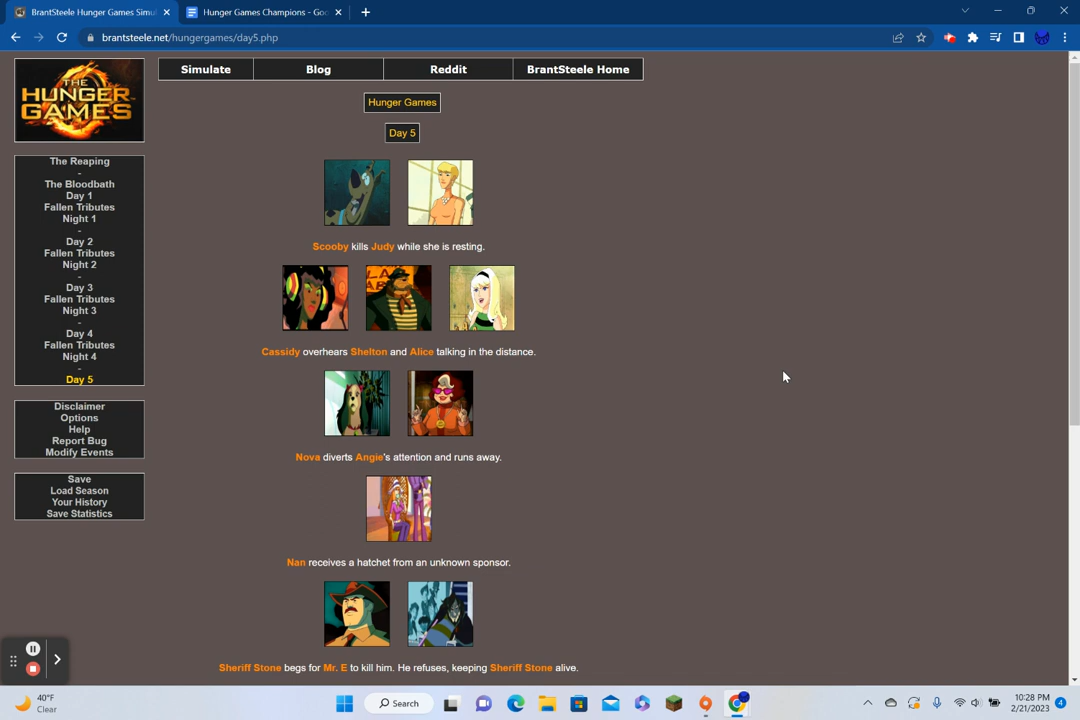 BrantSteele Hunger Games Simu
Hunger Games Champions - Goo
brantsteele.net/hungergames/day5.php
THE
HUNGER
GAMES
Simulate
Blog
Reddit
BrantSteele Home
Hunger Games
Day 5
The Reaping
-
The Bloodbath
Day 1
Fallen Tributes
Night 1
-
Day 2
Fallen Tributes
Night 2
-
Day 3
Fallen Tributes
Night 3
-
Day 4
Fallen Tributes
Night 4
-
Day 5
Disclaimer
Options
Help
Report Bug
Modify Events
Save
Load Season
Your History
Save Statistics
Scooby kills Judy while she is resting.
Cassidy overhears Shelton and Alice talking in the distance.
Nova diverts Angie's attention and runs away.
Nan receives a hatchet from an unknown sponsor.
Sheriff Stone begs for Mr. E to kill him. He refuses, keeping Sheriff Stone alive.
40°F
Clear
Search
10:28 PM
2/21/2023
4